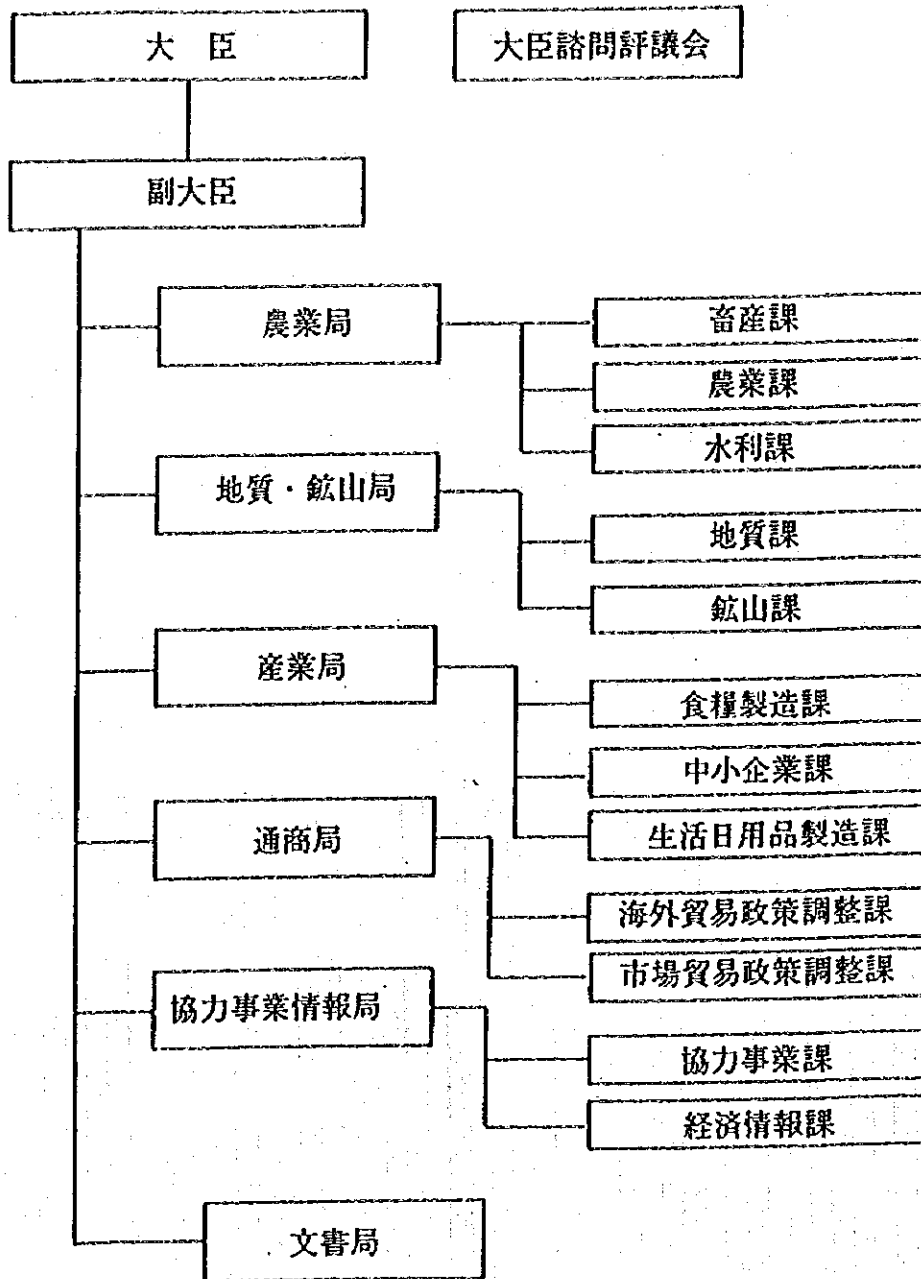 大臣
大臣諮問評議会
副大臣
農業局
畜産課
農業課
水利課
地質・鉱山局
地質課
鉱山課
産業局
食糧製造課
中小企業課
生活日用品製造課
通商局
海外貿易政策調整課
市場貿易政策調整課
協力事業情報局
協力事業課
経済情報課
文書局